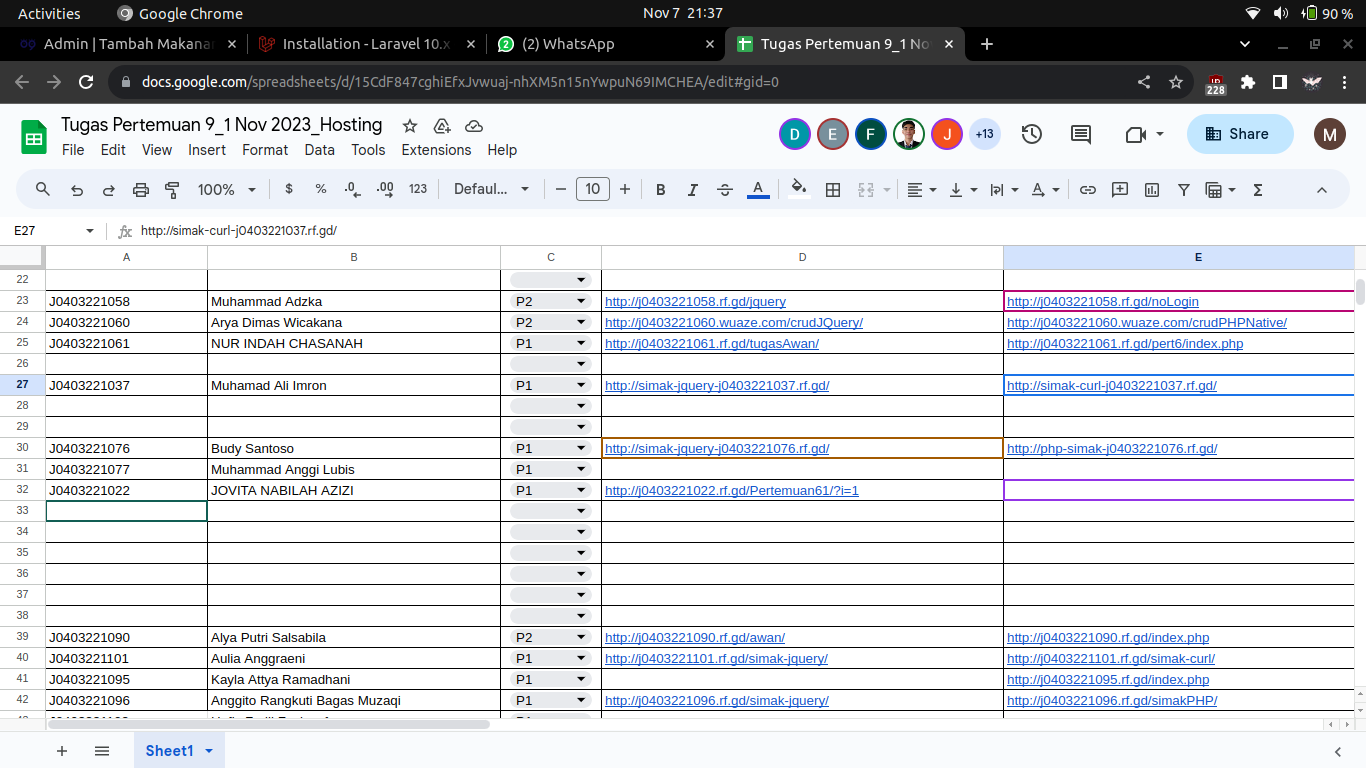 Activities Google Chrome Nov 7 21:37 90 %
Admin | Tambah Makana Installation - Laravel 10.x (2) WhatsApp Tugas Pertemuan 9_1 No
docs.google.com/spreadsheets/d/15CdF847cghiEfxJvwuaj-nhXM5n15nYwpuN69IMCHEA/edit#gid=0 228
Tugas Pertemuan 9_1 Nov 2023_Hosting D E F J +13 Share M
File Edit View Insert Format Data Tools Extensions Help
100% $ % .0 .00 123 Defaul... 10 B I A
E27 fx http://simak-curl-j0403221037.rf.gd/
A B C D E
22
23 J0403221058 Muhammad Adzka P2 http://j0403221058.rf.gd/jquery http://j0403221058.rf.gd/noLogin
24 J0403221060 Arya Dimas Wicakana P2 http://j0403221060.wuaze.com/crudJQuery/ http://j0403221060.wuaze.com/crudPHPNative/
25 J0403221061 NUR INDAH CHASANAH P1 http://j0403221061.rf.gd/tugasAwan/ http://j0403221061.rf.gd/pert6/index.php
26
27 J0403221037 Muhamad Ali Imron P1 http://simak-jquery-j0403221037.rf.gd/ http://simak-curl-j0403221037.rf.gd/
28
29
30 J0403221076 Budy Santoso P1 http://simak-jquery-j0403221076.rf.gd/ http://php-simak-j0403221076.rf.gd/
31 J0403221077 Muhammad Anggi Lubis P1
32 J0403221022 JOVITA NABILAH AZIZI P1 http://j0403221022.rf.gd/Pertemuan61/?i=1
33
34
35
36
37
38
39 J0403221090 Alya Putri Salsabila P2 http://j0403221090.rf.gd/awan/ http://j0403221090.rf.gd/index.php
40 J0403221101 Aulia Anggraeni P1 http://j0403221101.rf.gd/simak-jquery/ http://j0403221101.rf.gd/simak-curl/
41 J0403221095 Kayla Attya Ramadhani P1 http://j0403221095.rf.gd/index.php
42 J0403221096 Anggito Rangkuti Bagas Muzaqi P1 http://j0403221096.rf.gd/simak-jquery/ http://j0403221096.rf.gd/simakPHP/
Sheet1